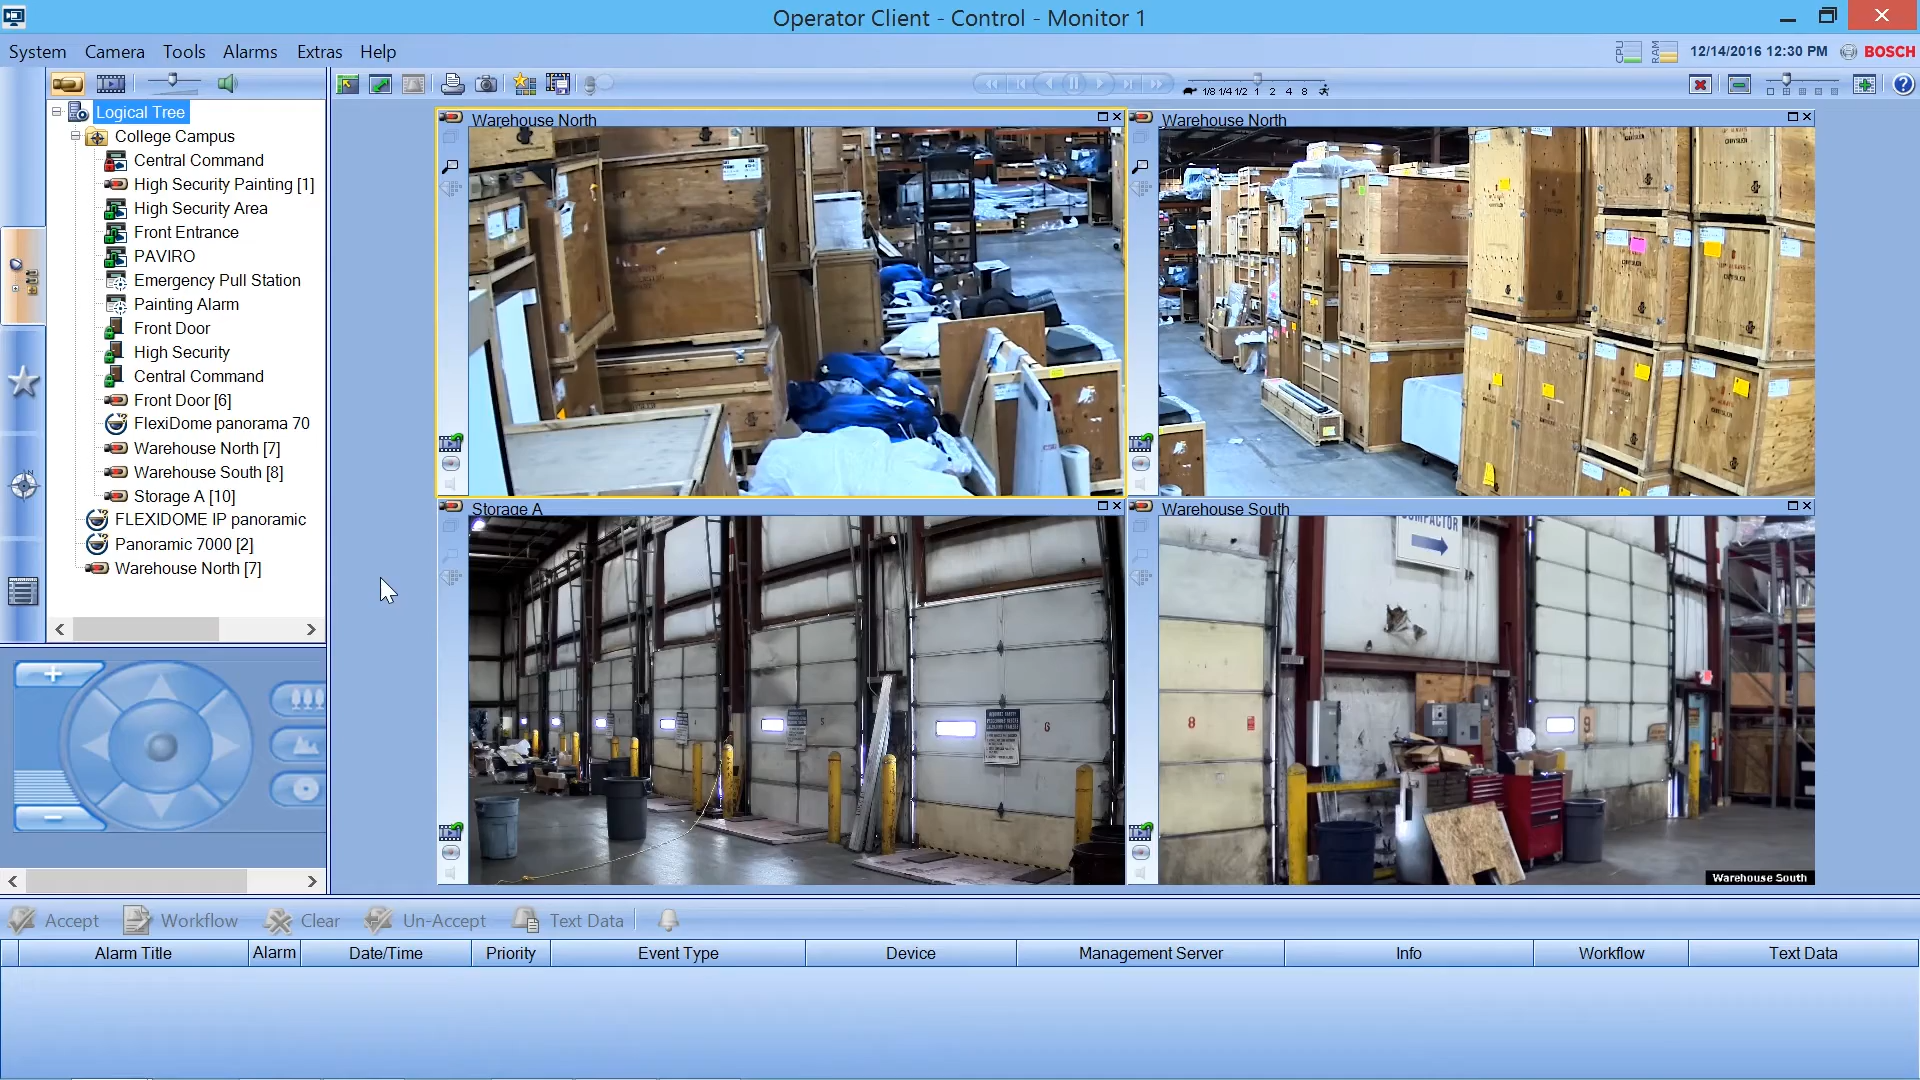 Operator Client - Control - Monitor 1
System Camera Tools Alarms Extras Help
CPU RAM 12/14/2016 12:30 PM BOSCH
1/8 1/4 1/2 1 2 4 8
Logical Tree
College Campus
Central Command
High Security Painting [1]
High Security Area
Front Entrance
PAVIRO
Emergency Pull Station
Painting Alarm
Front Door
High Security
Central Command
Front Door [6]
FlexiDome panorama 70
Warehouse North [7]
Warehouse South [8]
Storage A [10]
FLEXIDOME IP panoramic
Panoramic 7000 [2]
Warehouse North [7]
Warehouse North
Warehouse North
Storage A
5
6
Warehouse South
COMPACTOR
8
9
Warehouse South
Accept Workflow Clear Un-Accept Text Data
Alarm Title Alarm Date/Time Priority Event Type Device Management Server Info Workflow Text Data